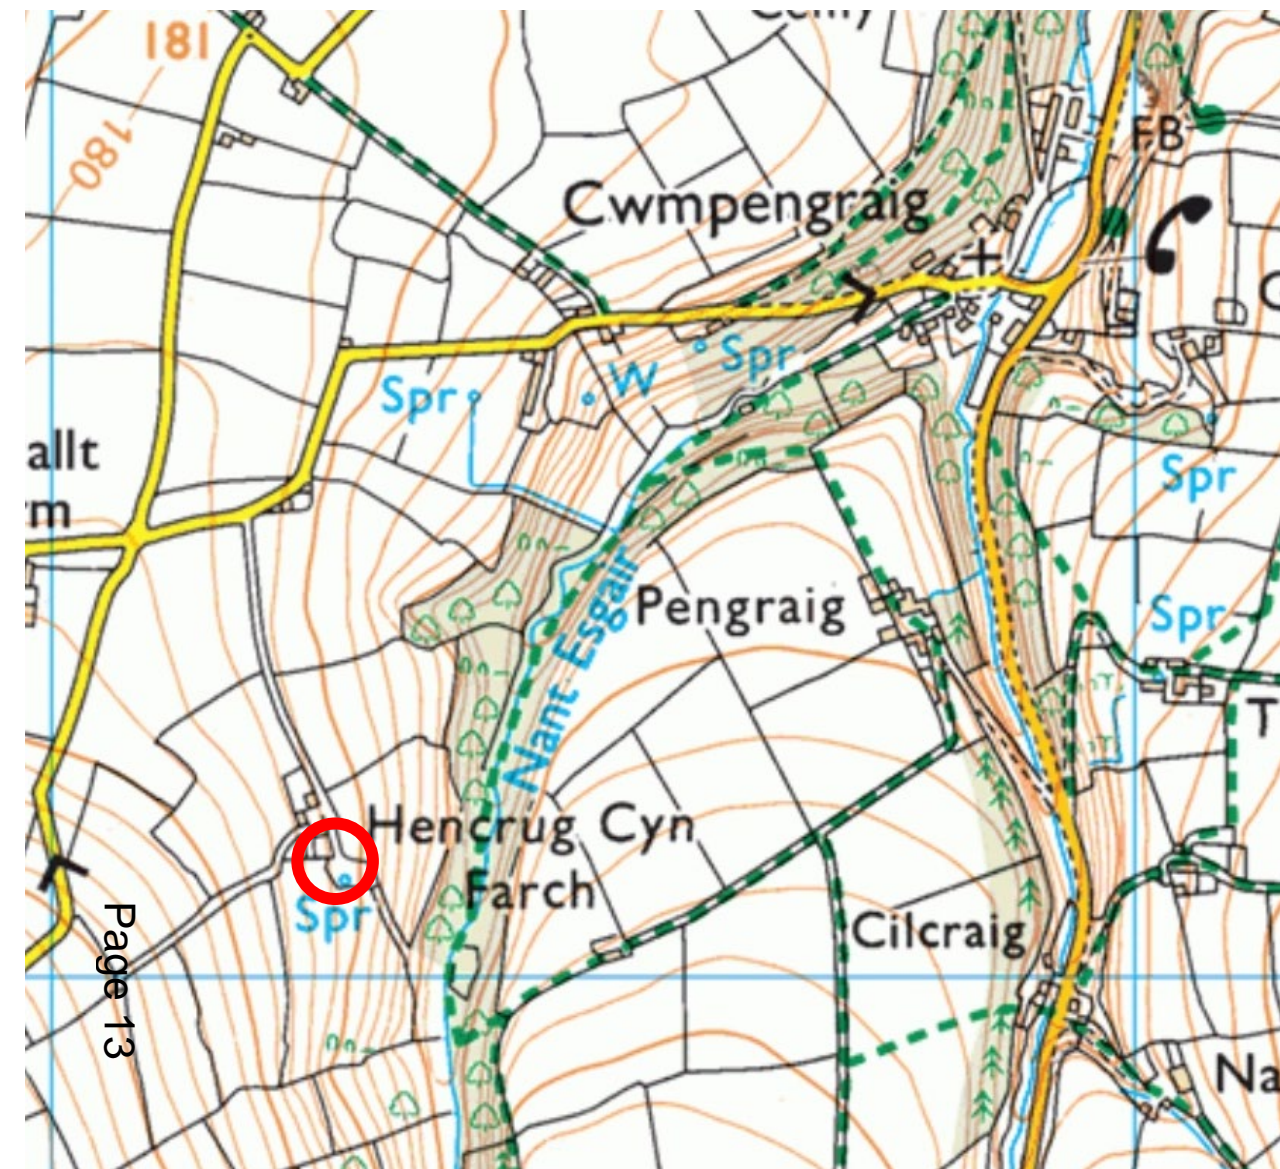 Cwmpengraig
181
180
FB
Spr
W
Spr
allt
m
Spr
Spr
Pengraig
Nant Esgair
T
Hencrug Cyn
Farch
Spr
Cilcraig
Page 13
Na